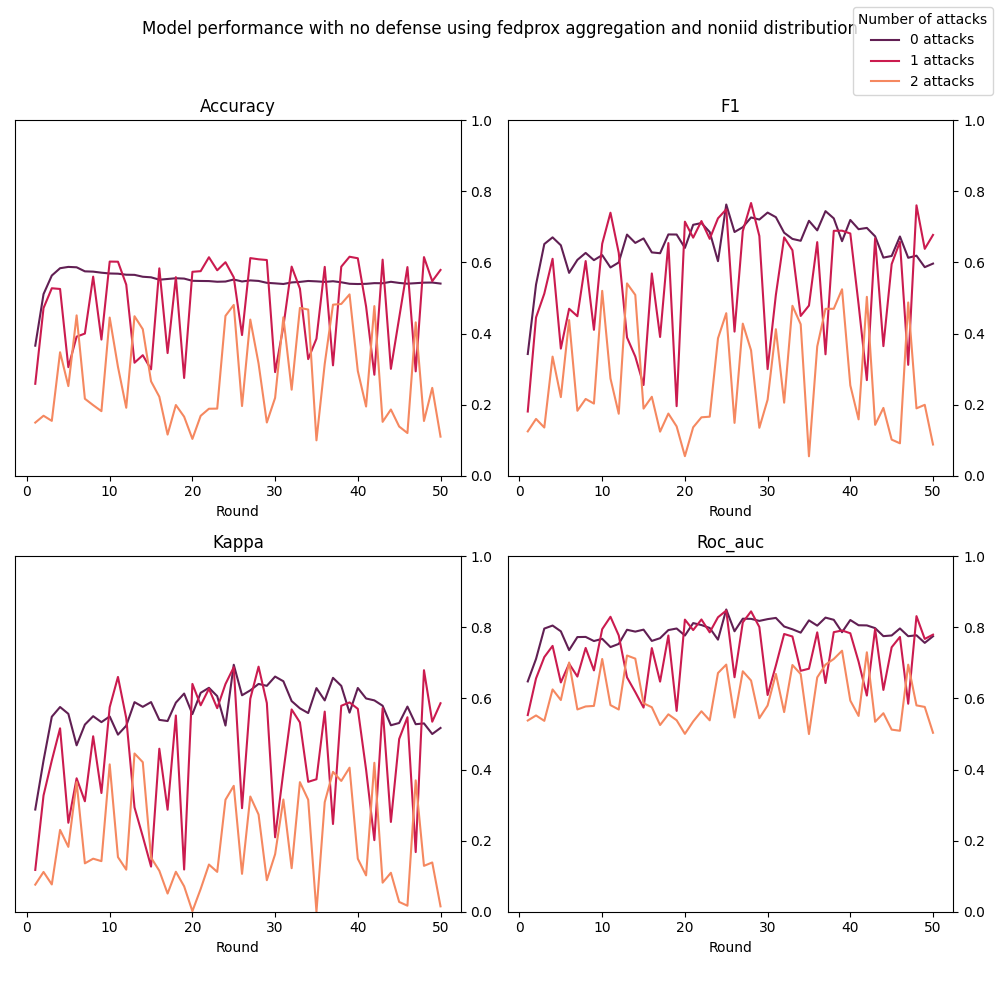 Model performance with no defense using fedprox aggregation and noniid distribution
Number of attacks
0 attacks
1 attacks
2 attacks
Accuracy
1.0
0.8
0.6
0.4
0.2
0.0
0 10 20 30 40 50
Round
F1
1.0
0.8
0.6
0.4
0.2
0.0
0 10 20 30 40 50
Round
Kappa
1.0
0.8
0.6
0.4
0.2
0.0
0 10 20 30 40 50
Round
Roc_auc
1.0
0.8
0.6
0.4
0.2
0.0
0 10 20 30 40 50
Round